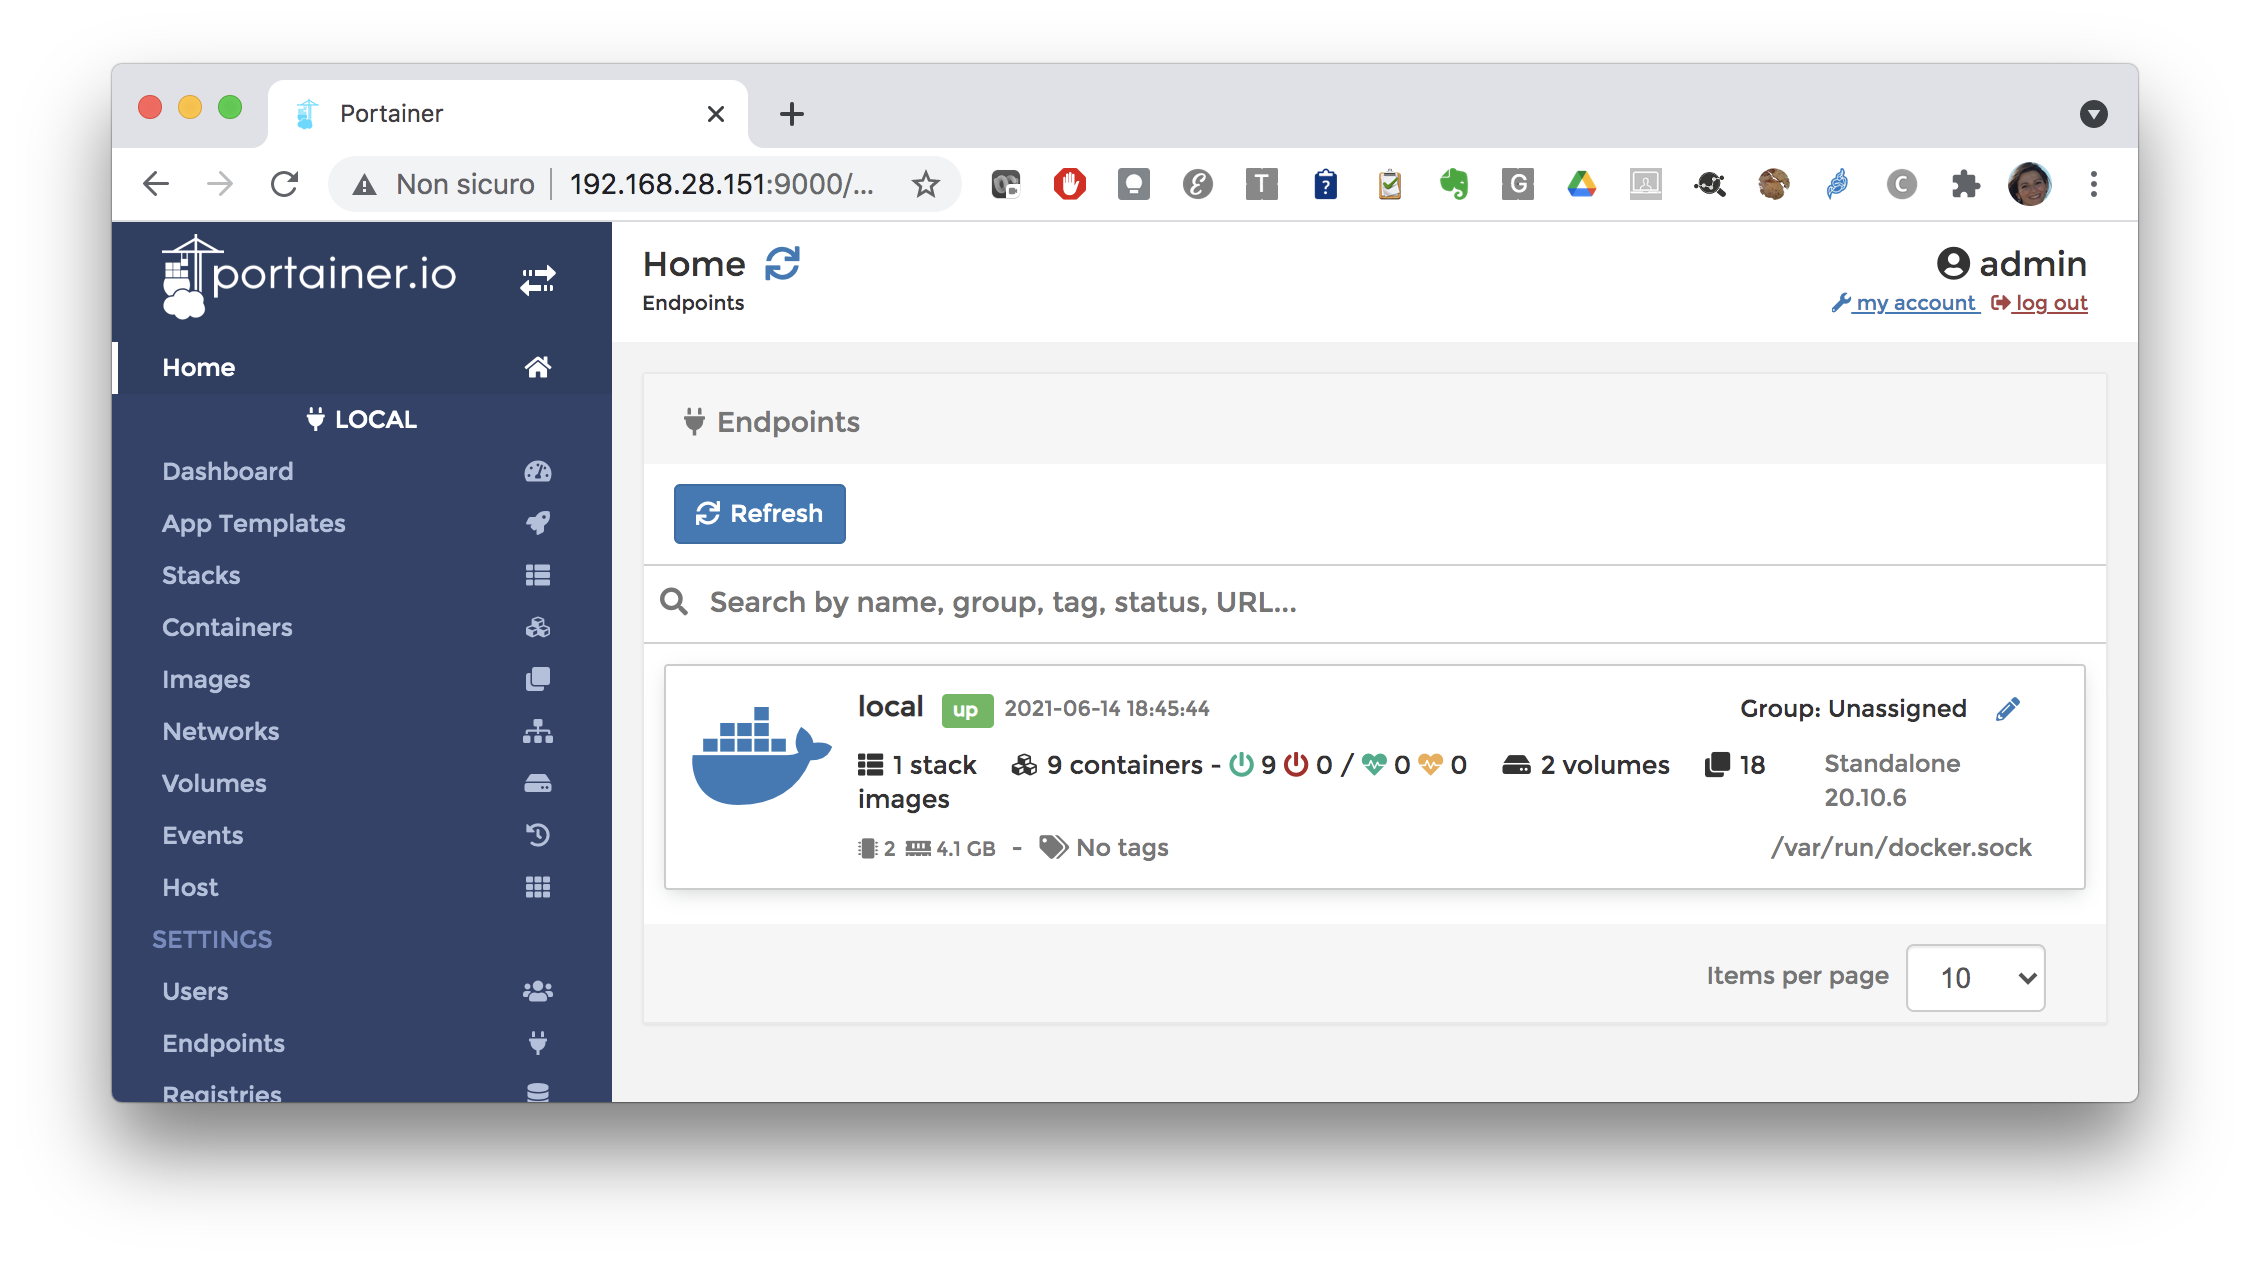 Portainer
Non sicuro 192.168.28.151:9000/...
T
?
G
C
portainer.io
Home
LOCAL
Dashboard
App Templates
Stacks
Containers
Images
Networks
Volumes
Events
Host
SETTINGS
Users
Endpoints
Registries
Home
Endpoints
admin
my account log out
Endpoints
Refresh
Search by name, group, tag, status, URL...
local up 2021-06-14 18:45:44 Group: Unassigned
1 stack 9 containers - 9 0 / 0 0 2 volumes 18 images
Standalone
20.10.6
2 4.1 GB - No tags /var/run/docker.sock
Items per page 10